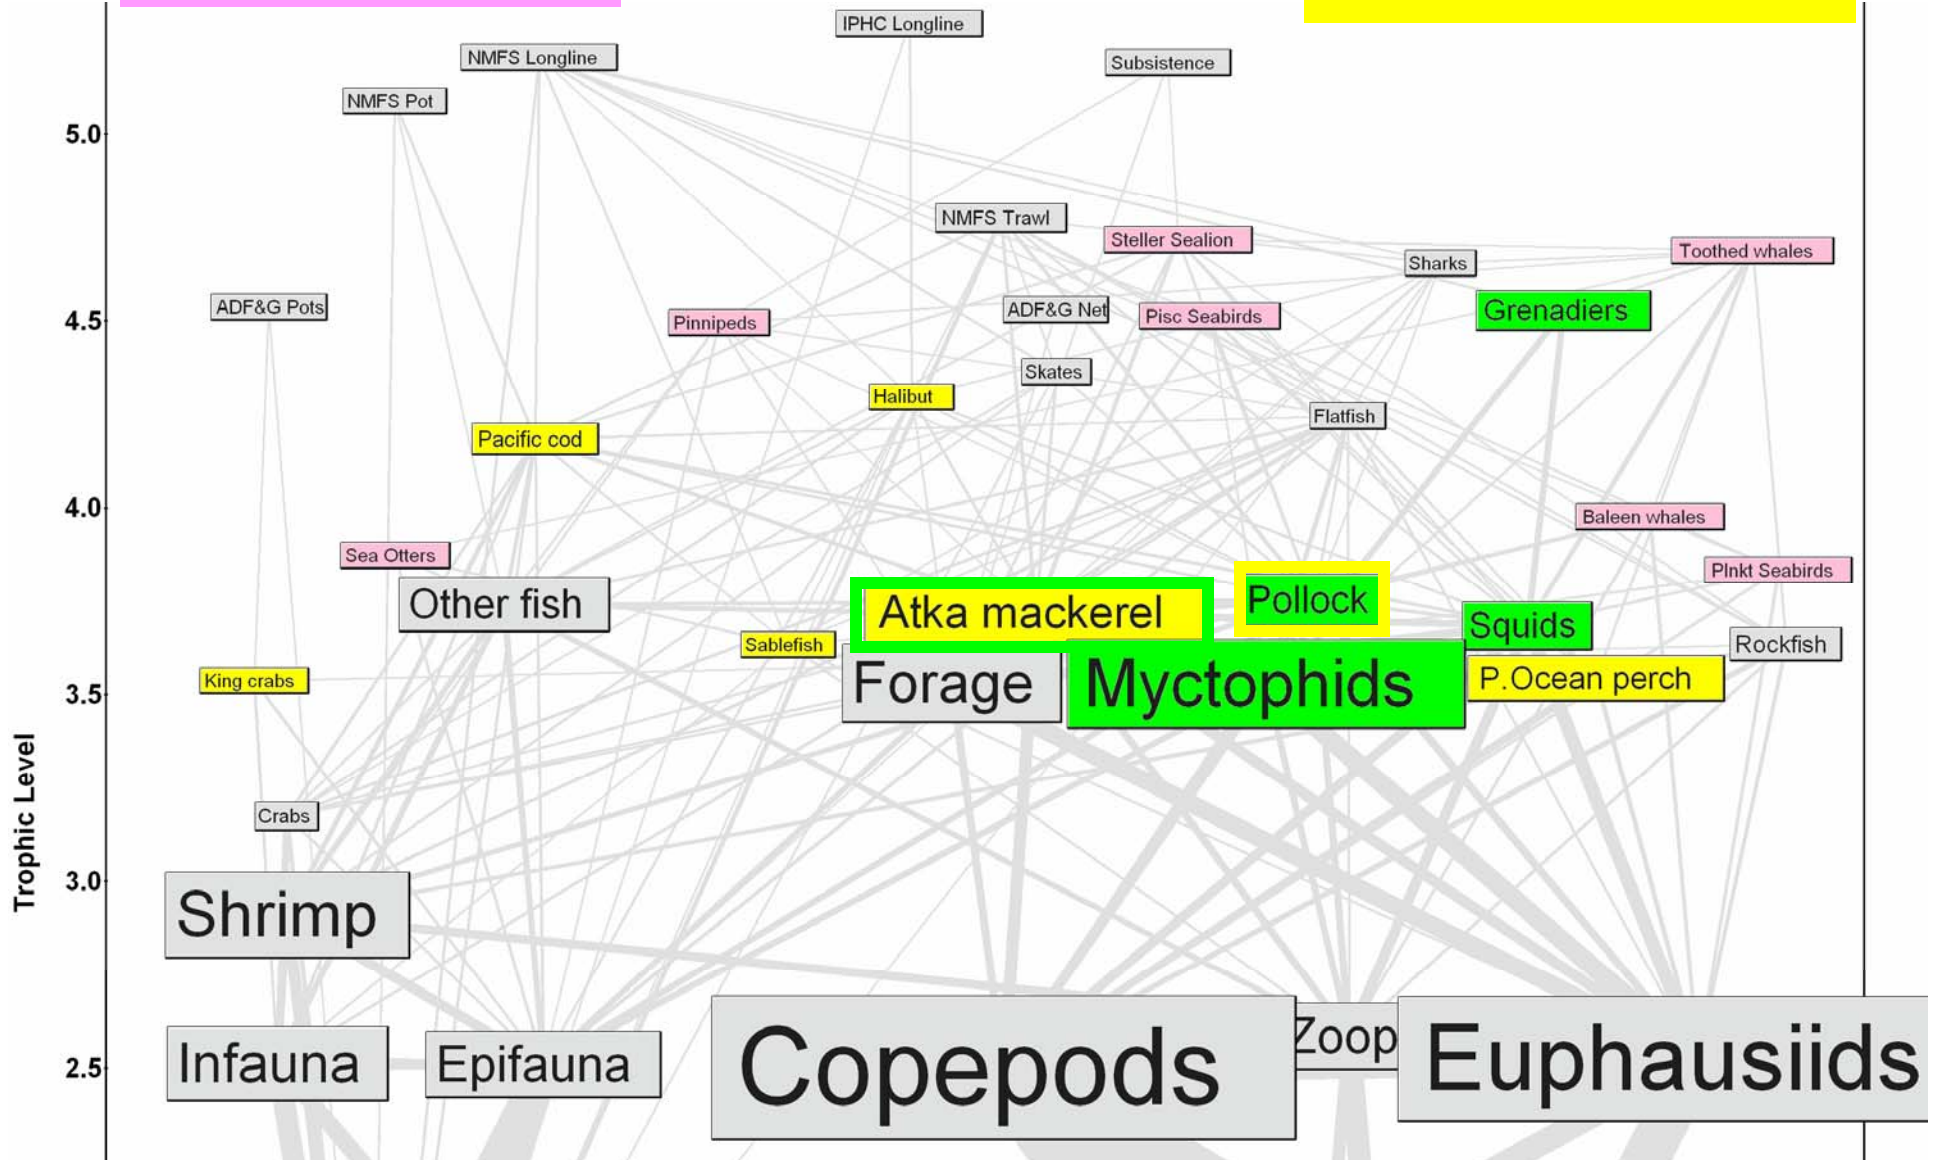 IPHC Longline
NMFS Longline
Subsistence
NMFS Pot
5.0
NMFS Trawl
Steller Sealion
Toothed whales
Sharks
ADF&G Pots
Grenadiers
ADF&G Net
Pisc Seabirds
4.5
Pinnipeds
Skates
Halibut
Flatfish
Pacific cod
4.0
Baleen whales
Sea Otters
Plnkt Seabirds
Other fish
Atka mackerel
Pollock
Squids
Sablefish
Rockfish
King crabs
Forage
Myctophids
P.Ocean perch
3.5
Trophic Level
Crabs
3.0
Shrimp
Infauna
Epifauna
Copepods
Zoop
Euphausiids
2.5